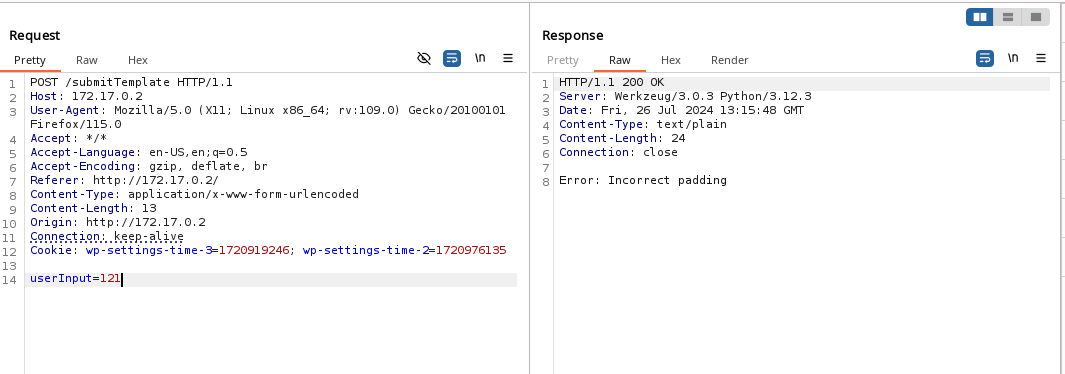 Request
Pretty Raw Hex \n
1 POST /submitTemplate HTTP/1.1
2 Host: 172.17.0.2
3 User-Agent: Mozilla/5.0 (X11; Linux x86_64; rv:109.0) Gecko/20100101
Firefox/115.0
4 Accept: */*
5 Accept-Language: en-US,en;q=0.5
6 Accept-Encoding: gzip, deflate, br
7 Referer: http://172.17.0.2/
8 Content-Type: application/x-www-form-urlencoded
9 Content-Length: 13
10 Origin: http://172.17.0.2
11 Connection: keep-alive
12 Cookie: wp-settings-time-3=1720919246; wp-settings-time-2=1720976135
13
14 userInput=121
Response
Pretty Raw Hex Render \n
1 HTTP/1.1 200 OK
2 Server: Werkzeug/3.0.3 Python/3.12.3
3 Date: Fri, 26 Jul 2024 13:15:48 GMT
4 Content-Type: text/plain
5 Content-Length: 24
6 Connection: close
7
8 Error: Incorrect padding